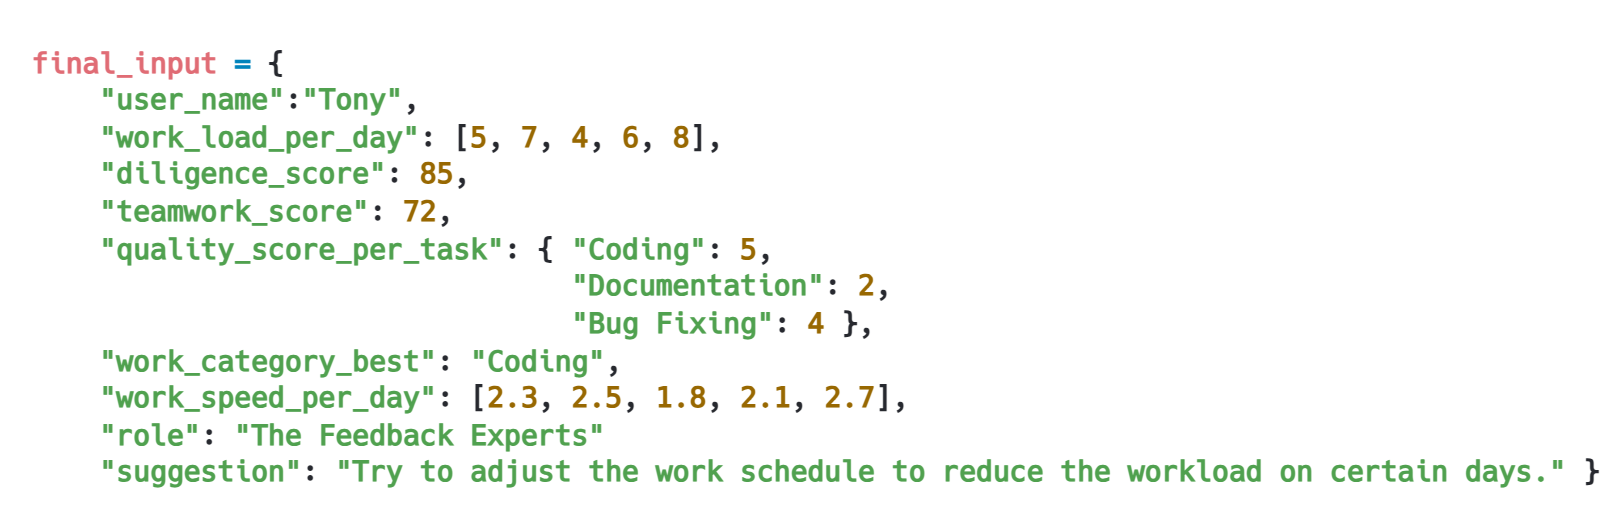 final_input = {
"user_name":"Tony",
"work_load_per_day": [5, 7, 4, 6, 8],
"diligence_score": 85,
"teamwork_score": 72,
"quality_score_per_task": { "Coding": 5,
"Documentation": 2,
"Bug Fixing": 4 },
"work_category_best": "Coding",
"work_speed_per_day": [2.3, 2.5, 1.8, 2.1, 2.7],
"role": "The Feedback Experts"
"suggestion": "Try to adjust the work schedule to reduce the workload on certain days." }